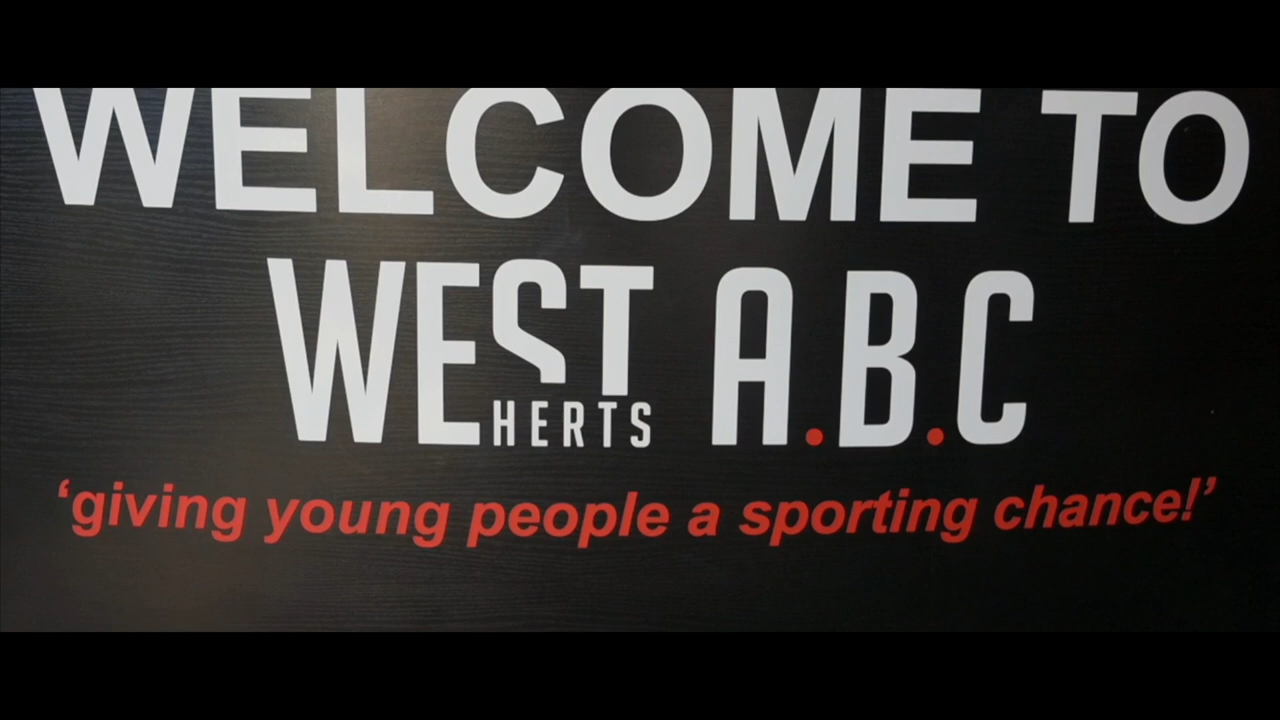 WELCOME TO
WEST HERTS A.B.C
‘giving young people a sporting chance!’